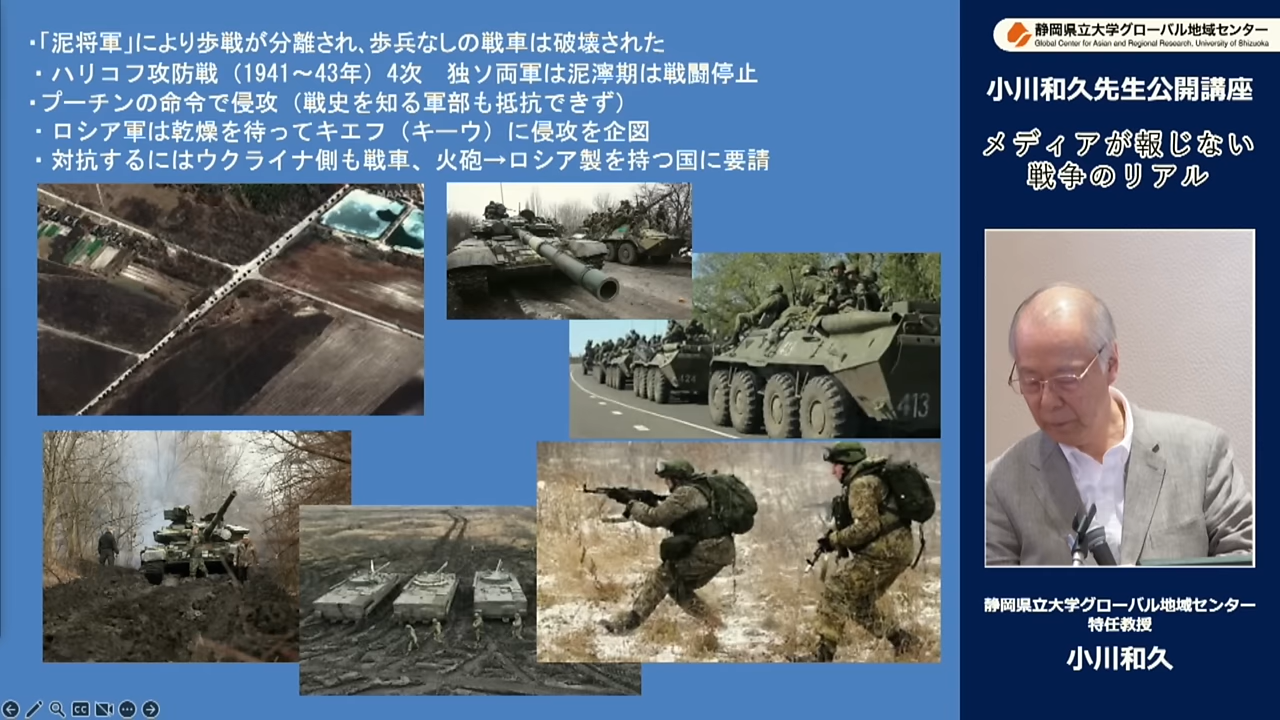 ・「泥将軍」により歩戦が分離され、歩兵なしの戦車は破壊された
・ハリコフ攻防戦（1941～43年）4次　独ソ両軍は泥濘期は戦闘停止
・プーチンの命令で侵攻（戦史を知る軍部も抵抗できず）
・ロシア軍は乾燥を待ってキエフ（キーウ）に侵攻を企図
・対抗するにはウクライナ側も戦車、火砲→ロシア製を持つ国に要請
413
424
CC
静岡県立大学グローバル地域センター
Global Center for Asian and Regional Research, University of Shizuoka
小川和久先生公開講座
メディアが報じない
戦争のリアル
静岡県立大学グローバル地域センター
特任教授
小川和久